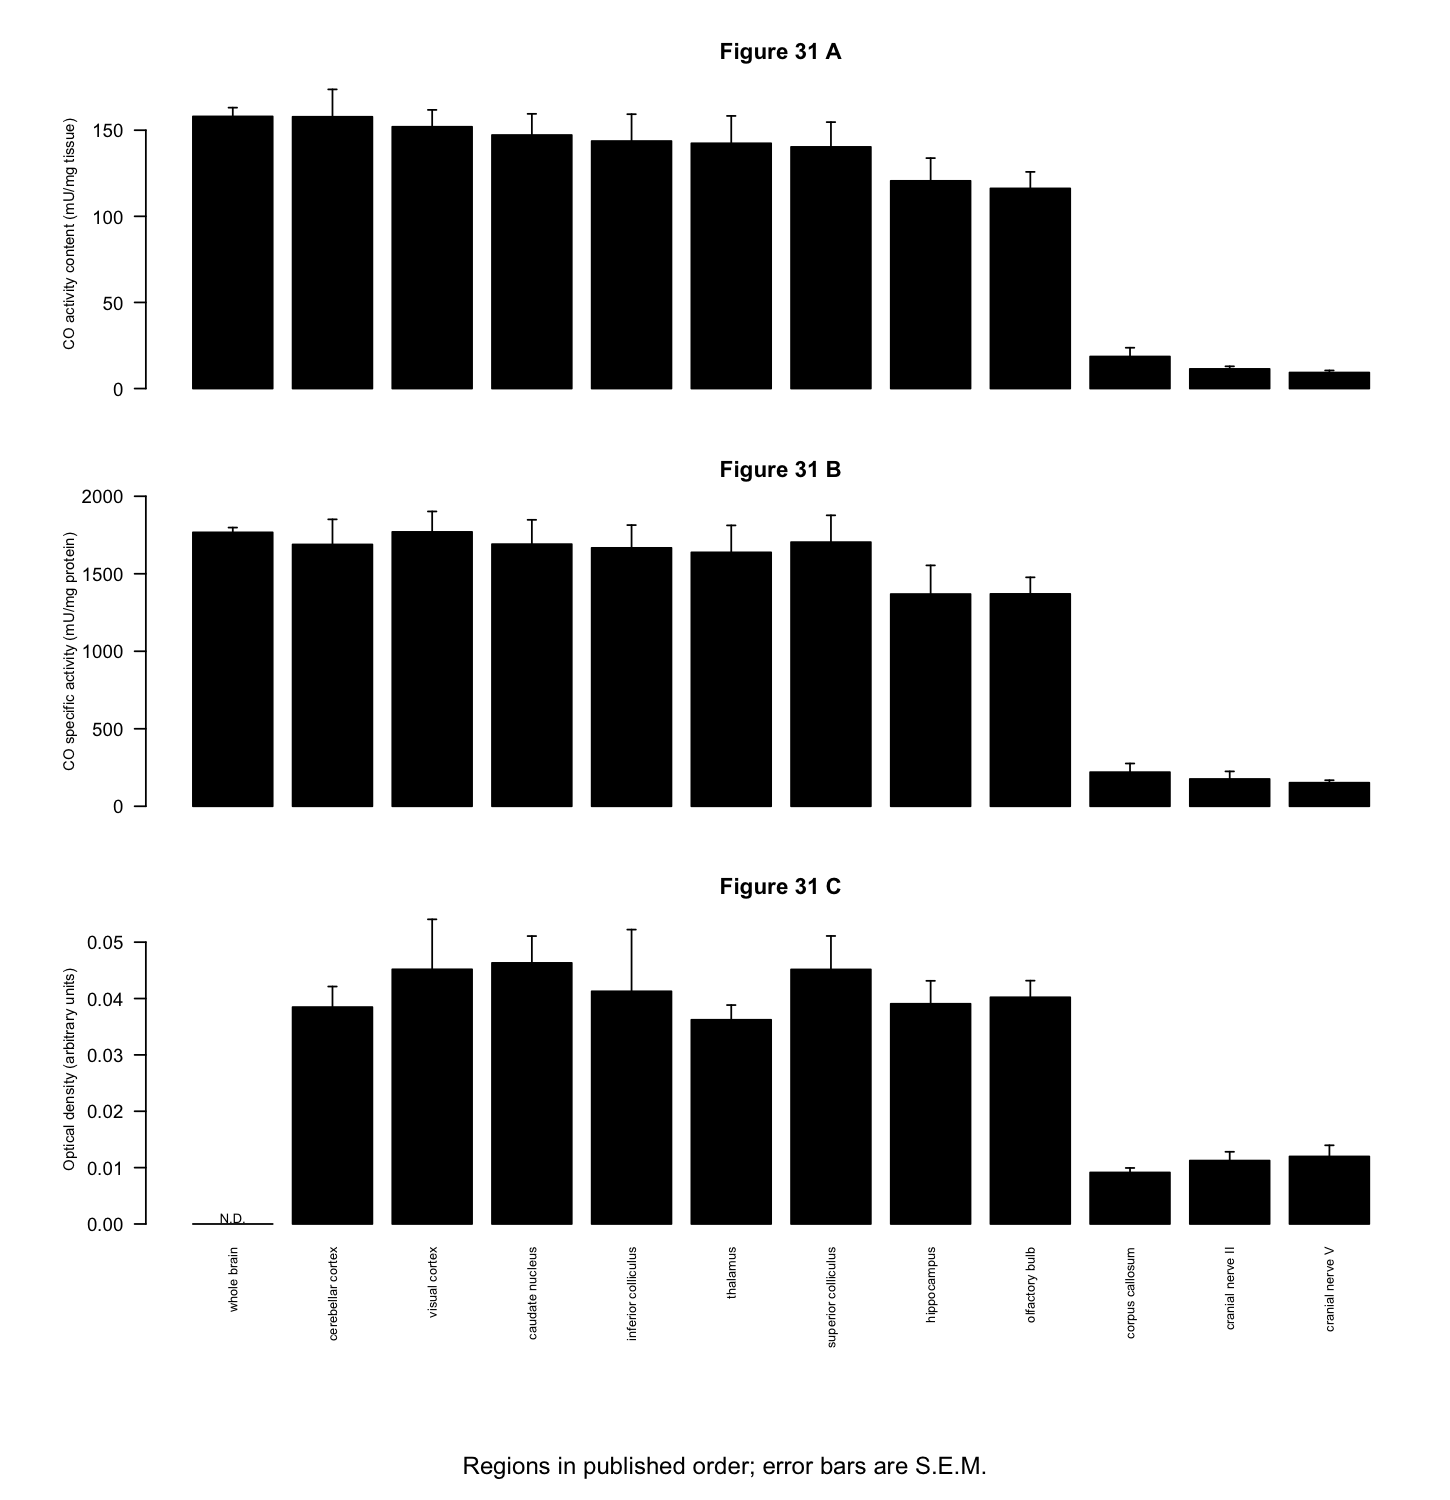 Figure 31 A
CO activity content (mU/mg tissue)
150
100
50
0
Figure 31 B
CO specific activity (mU/mg protein)
2000
1500
1000
500
0
Figure 31 C
Optical density (arbitrary units)
0.05
0.04
0.03
0.02
0.01
0.00
N.D.
whole brain
cerebellar cortex
visual cortex
caudate nucleus
inferior colliculus
thalamus
superior colliculus
hippocampus
olfactory bulb
corpus callosum
cranial nerve II
cranial nerve V
Regions in published order; error bars are S.E.M.